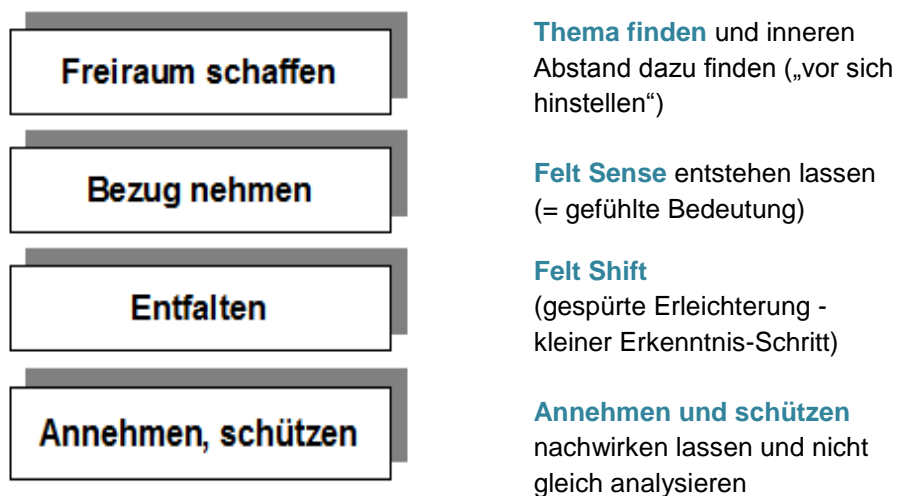 Freiraum schaffen
Thema finden und inneren
Abstand dazu finden („vor sich
hinstellen“)
Bezug nehmen
Felt Sense entstehen lassen
(= gefühlte Bedeutung)
Entfalten
Felt Shift
(gespürte Erleichterung -
kleiner Erkenntnis-Schritt)
Annehmen, schützen
Annehmen und schützen
nachwirken lassen und nicht
gleich analysieren